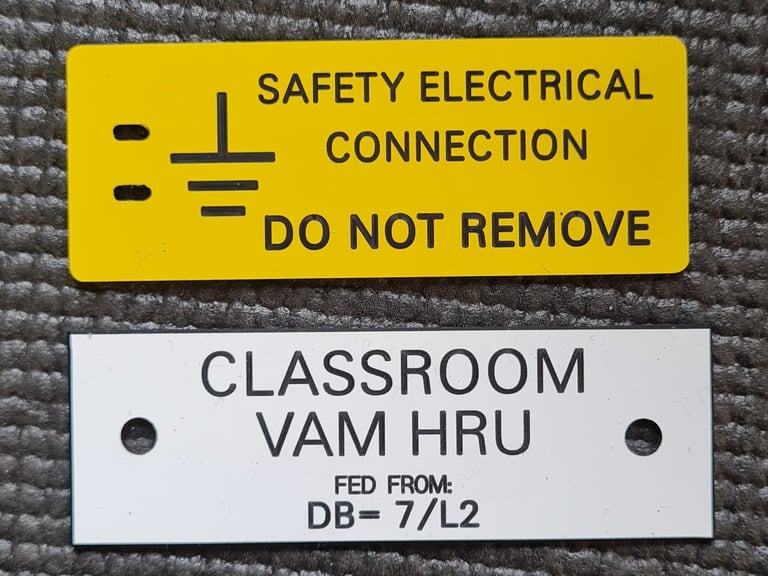 SAFETY ELECTRICAL
CONNECTION
DO NOT REMOVE
CLASSROOM
VAM HRU
FED FROM:
DB= 7/L2